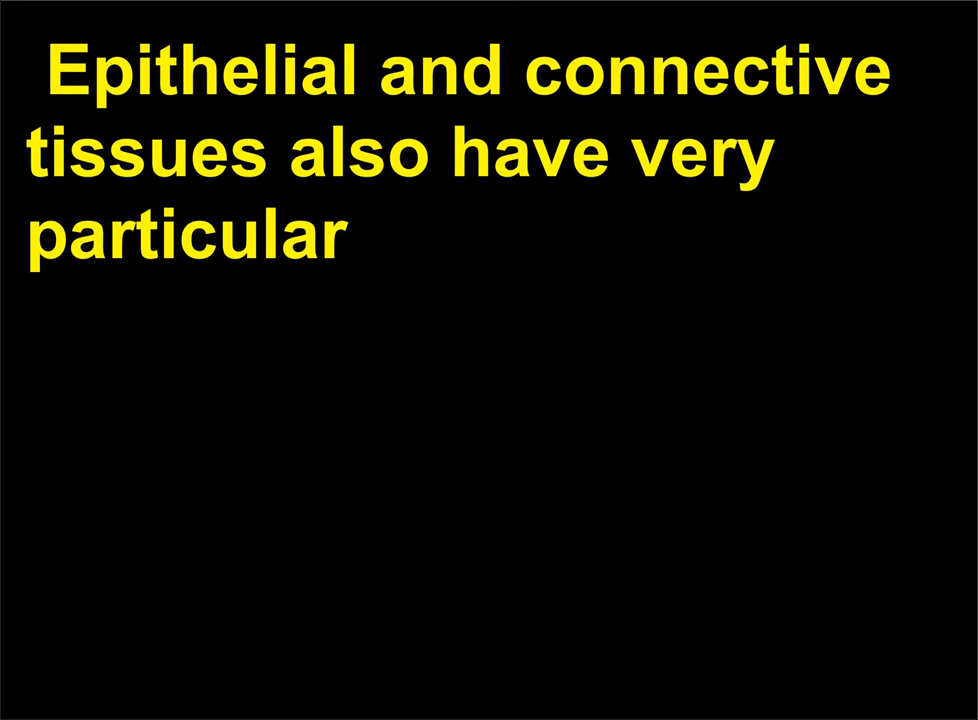 Epithelial and connective
tissues also have very
particular